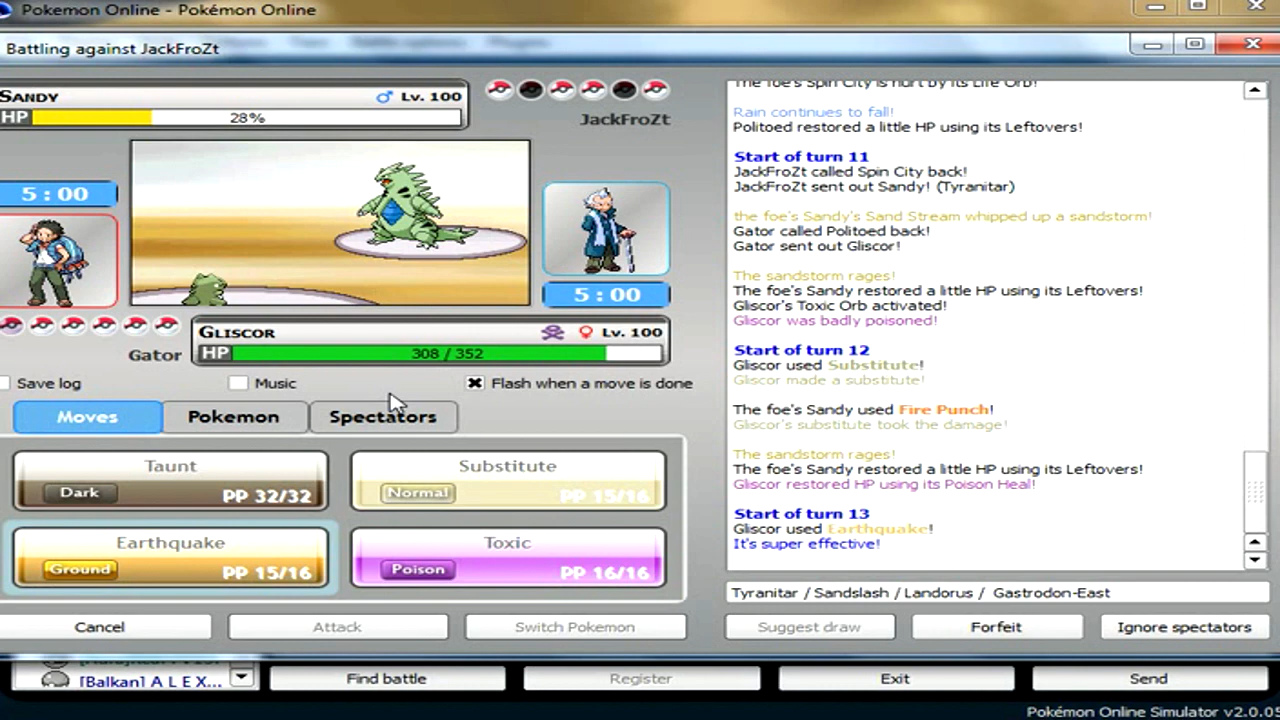 Pokemon Online - Pokémon Online
Battling against JackFroZt
SANDY Lv. 100
HP 28%
JackFroZt
5:00
5:00
GLISCOR Lv. 100
HP 308 / 352
Gator
Save log
Music
Flash when a move is done
Moves
Pokemon
Spectators
Taunt
Dark PP 32/32
Substitute
Normal PP 15/16
Earthquake
Ground PP 15/16
Toxic
Poison PP 16/16
Cancel
Attack
Switch Pokemon
The foe's Spin City is hurt by its Life Orb!
Rain continues to fall!
Politoed restored a little HP using its Leftovers!
Start of turn 11
JackFroZt called Spin City back!
JackFroZt sent out Sandy! (Tyranitar)
the foe's Sandy's Sand Stream whipped up a sandstorm!
Gator called Politoed back!
Gator sent out Gliscor!
The sandstorm rages!
The foe's Sandy restored a little HP using its Leftovers!
Gliscor's Toxic Orb activated!
Gliscor was badly poisoned!
Start of turn 12
Gliscor used Substitute!
Gliscor made a substitute!
The foe's Sandy used Fire Punch!
Gliscor's substitute took the damage!
The sandstorm rages!
The foe's Sandy restored a little HP using its Leftovers!
Gliscor restored HP using its Poison Heal!
Start of turn 13
Gliscor used Earthquake!
It's super effective!
Tyranitar / Sandslash / Landorus / Gastrodon-East
Suggest draw
Forfeit
Ignore spectators
[Balkan] A L E X...
Find battle
Register
Exit
Send
Pokémon Online Simulator v2.0.05